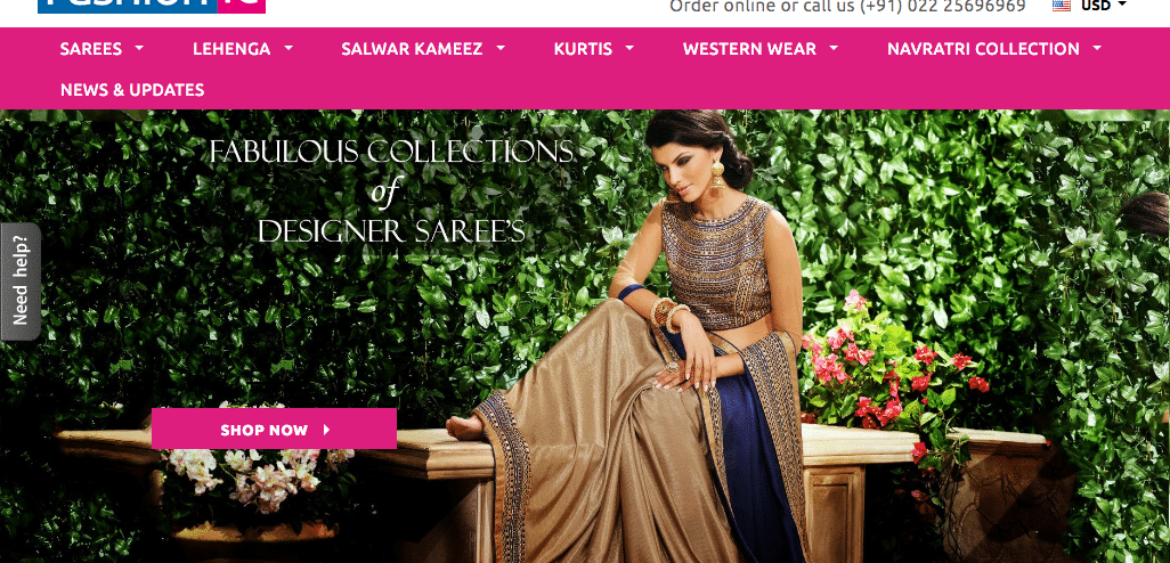 Order online or call us (+91) 022 25696969 USD
SAREES LEHENGA SALWAR KAMEEZ KURTIS WESTERN WEAR NAVRATRI COLLECTION
NEWS & UPDATES
FABULOUS COLLECTIONS
of
DESIGNER SAREE'S
Need help?
SHOP NOW